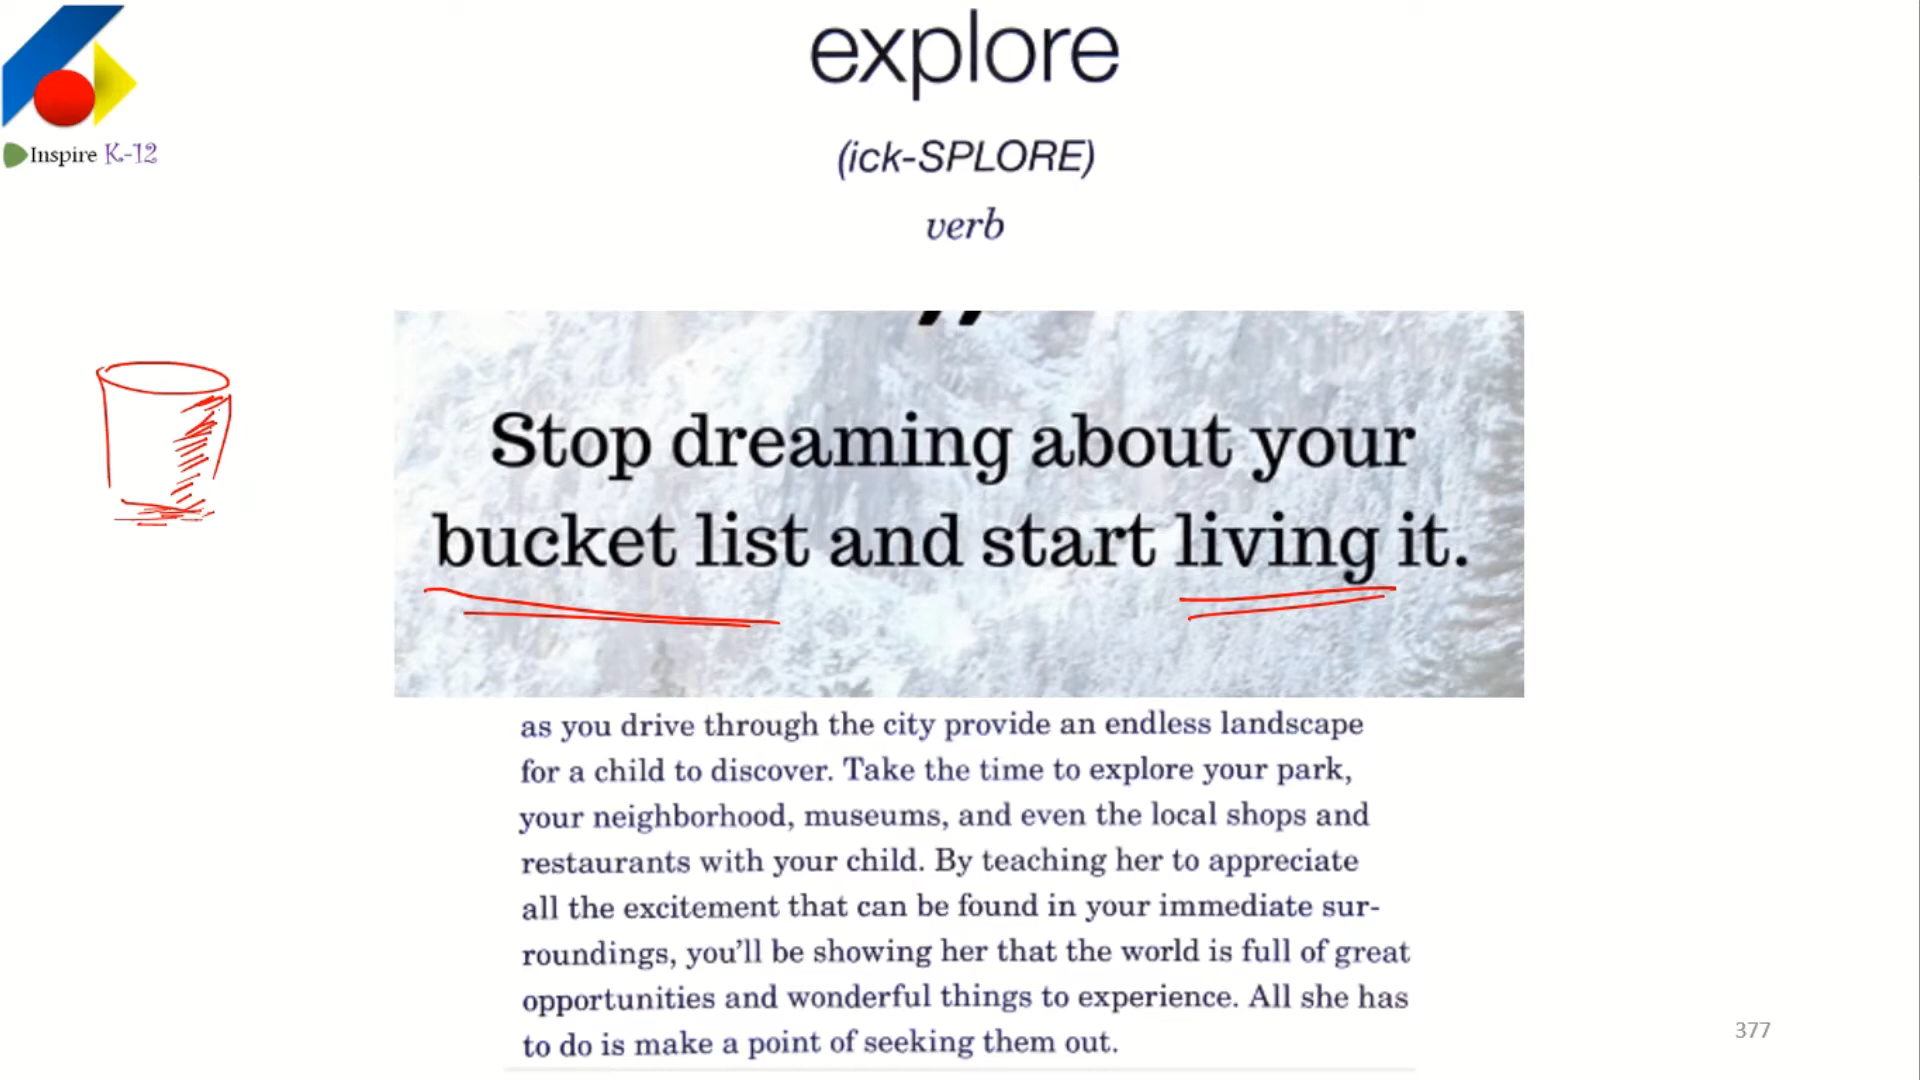 explore
Inspire K-12
(ick-SPLORE)
verb
Stop dreaming about your
bucket list and start living it.
as you drive through the city provide an endless landscape
for a child to discover. Take the time to explore your park,
your neighborhood, museums, and even the local shops and
restaurants with your child. By teaching her to appreciate
all the excitement that can be found in your immediate sur-
roundings, you'll be showing her that the world is full of great
opportunities and wonderful things to experience. All she has
to do is make a point of seeking them out.
377